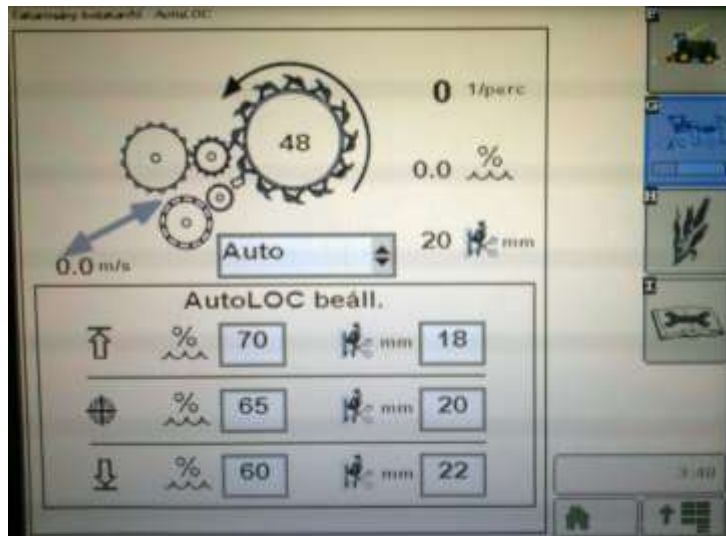 AutoLOC
48
0 1/perc
0.0 %
20 mm
0.0 m/s
Auto
AutoLOC beáll.
% 70 mm 18
% 65 mm 20
% 60 mm 22